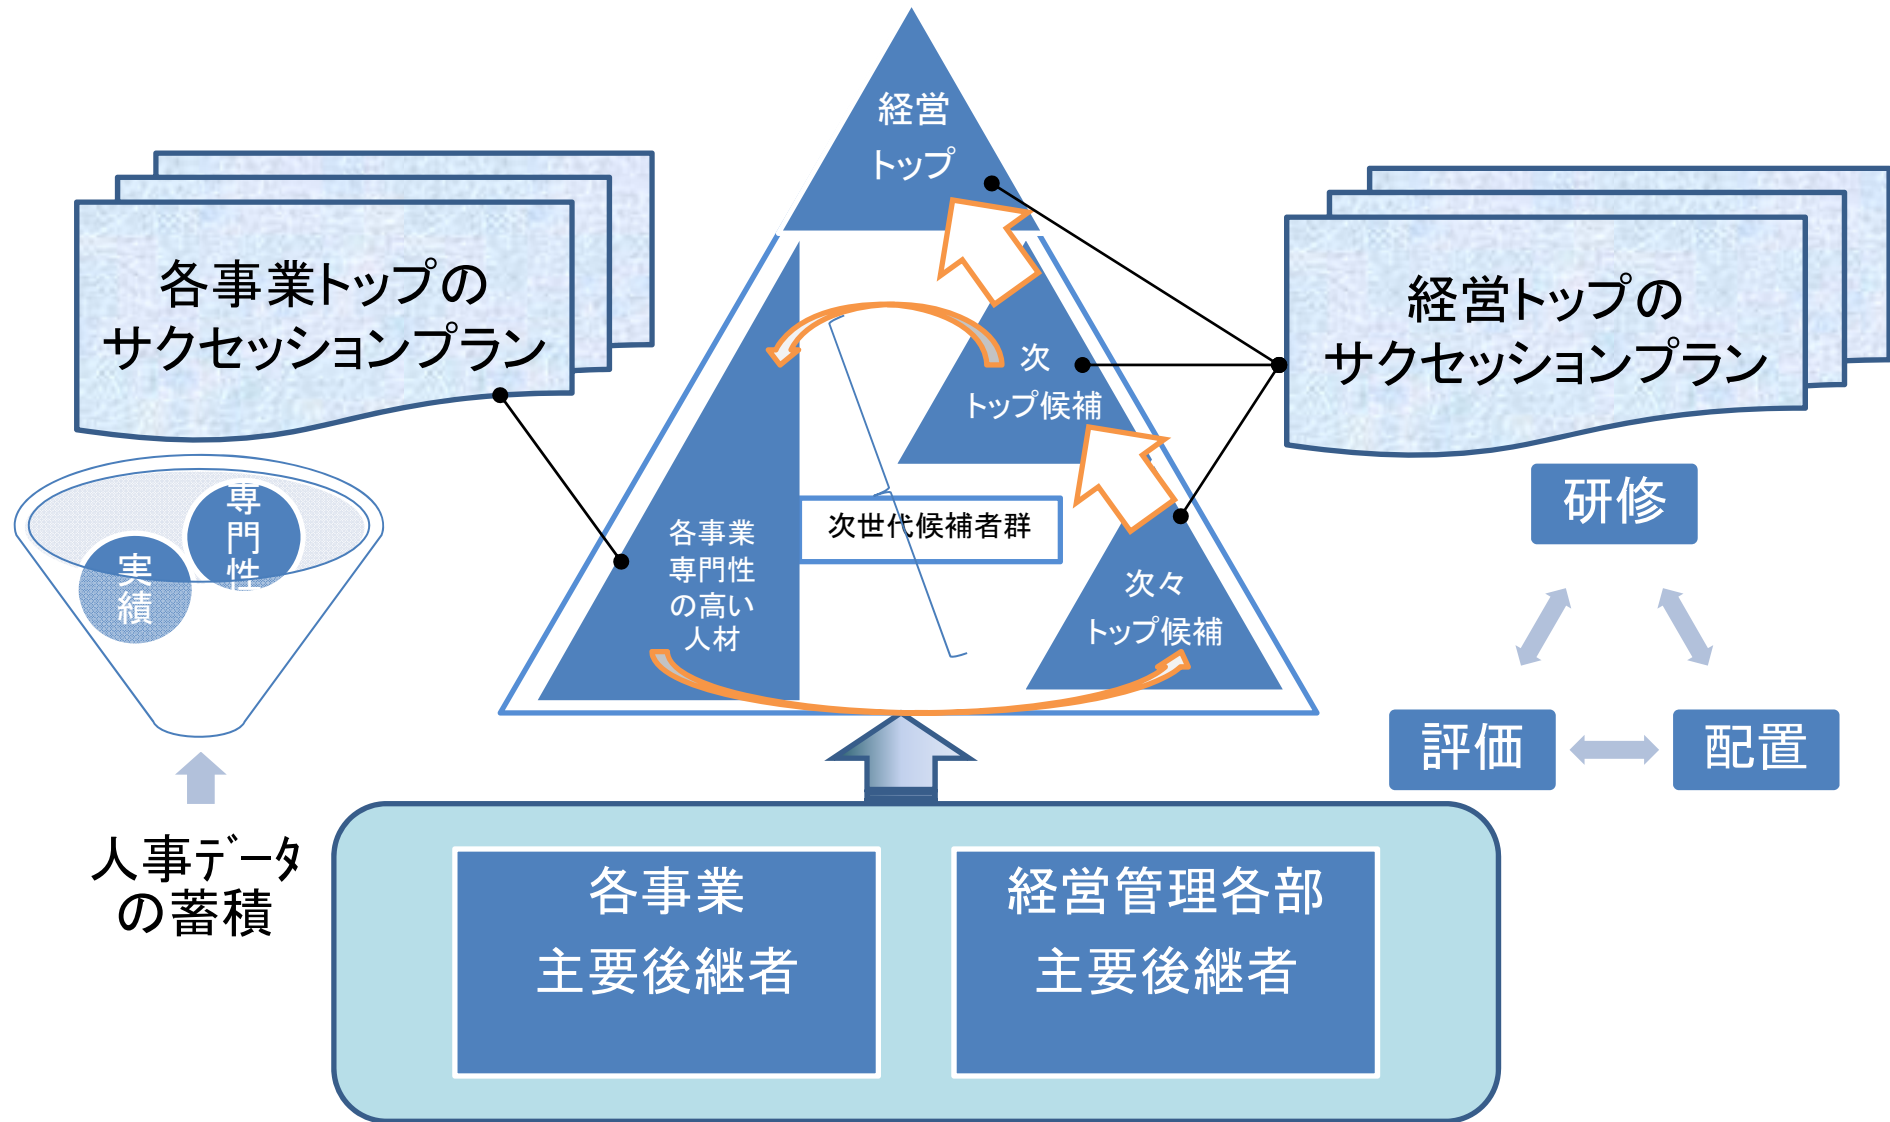 経営
トップ
各事業トップの
サクセッションプラン
経営トップの
サクセッションプラン
次
トップ候補
次世代候補者群
各事業
専門性
の高い
人材
次々
トップ候補
専
門
性
実
績
研修
評価
配置
人事ﾃﾞｰﾀ
の蓄積
各事業
主要後継者
経営管理各部
主要後継者